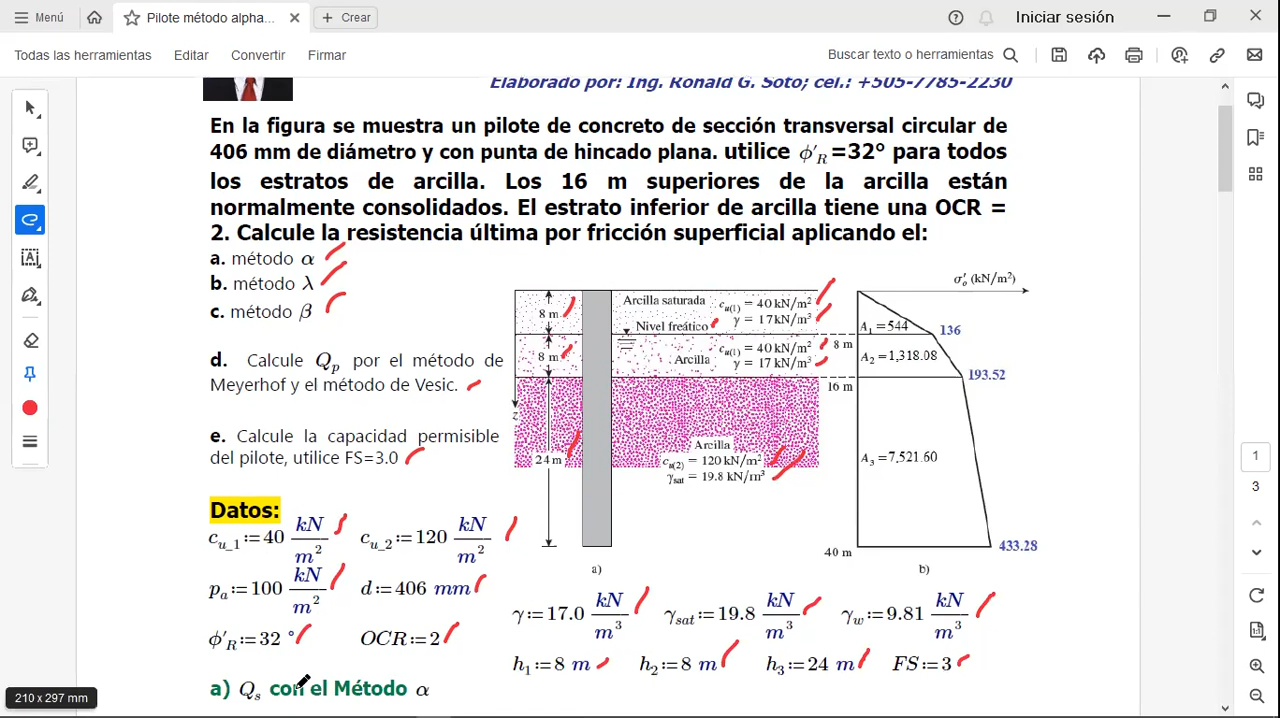 Menú
Pilote método alpha...
Crear
Iniciar sesión
Todas las herramientas
Editar
Convertir
Firmar
Buscar texto o herramientas
Elaborado por: Ing. Ronald G. Soto; cel.: +505-7785-2230
En la figura se muestra un pilote de concreto de sección transversal circular de
406 mm de diámetro y con punta de hincado plana. utilice ϕ'R =32° para todos
los estratos de arcilla. Los 16 m superiores de la arcilla están
normalmente consolidados. El estrato inferior de arcilla tiene una OCR =
2. Calcule la resistencia última por fricción superficial aplicando el:
a. método α
b. método λ
c. método β
d. Calcule Qp por el método de
Meyerhof y el método de Vesic.
e. Calcule la capacidad permisible
del pilote, utilice FS=3.0
8 m
Arcilla saturada
cu(1) = 40 kN/m²
γ = 17 kN/m³
Nivel freático
8 m
Arcilla
cu(1) = 40 kN/m²
γ = 17 kN/m³
z
24 m
Arcilla
cu(2) = 120 kN/m²
γsat = 19.8 kN/m³
a)
σ'o (kN/m²)
A1 =544
136
8 m
A2 =1,318.08
193.52
16 m
A3 =7,521.60
40 m
433.28
b)
Datos:
cu_1 := 40 kN/m²
cu_2 := 120 kN/m²
pa := 100 kN/m²
d := 406 mm
ϕ'R := 32 °
OCR := 2
γ := 17.0 kN/m³
γsat := 19.8 kN/m³
γw := 9.81 kN/m³
h1 := 8 m
h2 := 8 m
h3 := 24 m
FS := 3
a) Qs con el Método α
210 x 297 mm
1
3